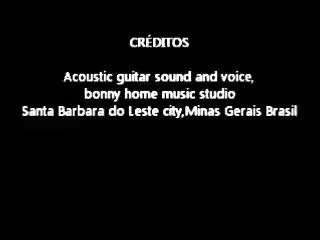 CRÉDITOS
Acoustic guitar sound and voice,
bonny home music studio
Santa Barbara do Leste city,Minas Gerais Brasil